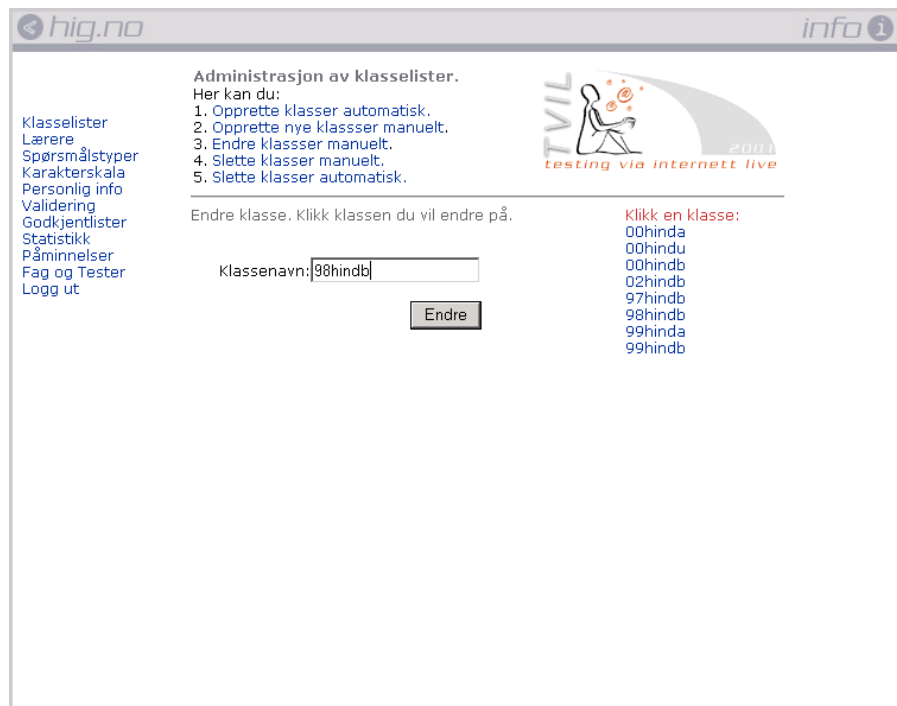 hig.no
info
Administrasjon av klasselister.
Her kan du:
1. Opprette klasser automatisk.
2. Opprette nye klassser manuelt.
3. Endre klassser manuelt.
4. Slette klasser manuelt.
5. Slette klasser automatisk.
TVIL
@
2001
testing via internett live
Klasselister
Lærere
Spørsmålstyper
Karakterskala
Personlig info
Validering
Godkjentlister
Statistikk
Påminnelser
Fag og Tester
Logg ut
Endre klasse. Klikk klassen du vil endre på.
Klassenavn: 98hindb
Endre
Klikk en klasse:
00hinda
00hindu
00hindb
02hindb
97hindb
98hindb
99hinda
99hindb